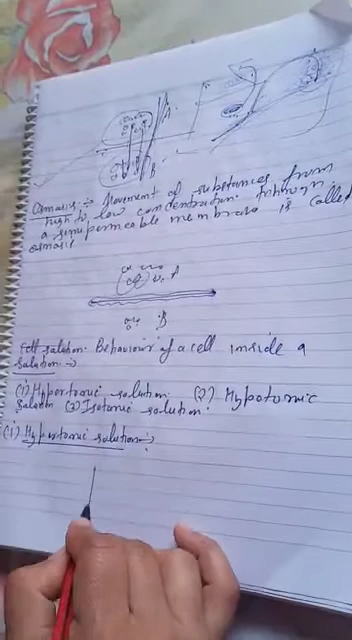 A
B
Osmosis :→ Movement of substances from
high to low concentration through
a semipermeable membrane is called
osmosis
A
B
Cell solution. Behaviour of a cell inside a
solution :→
(1) Hypertonic solution. (2) Hypotonic
solution (3) Isotonic solution.
(1) Hypertonic solution :→